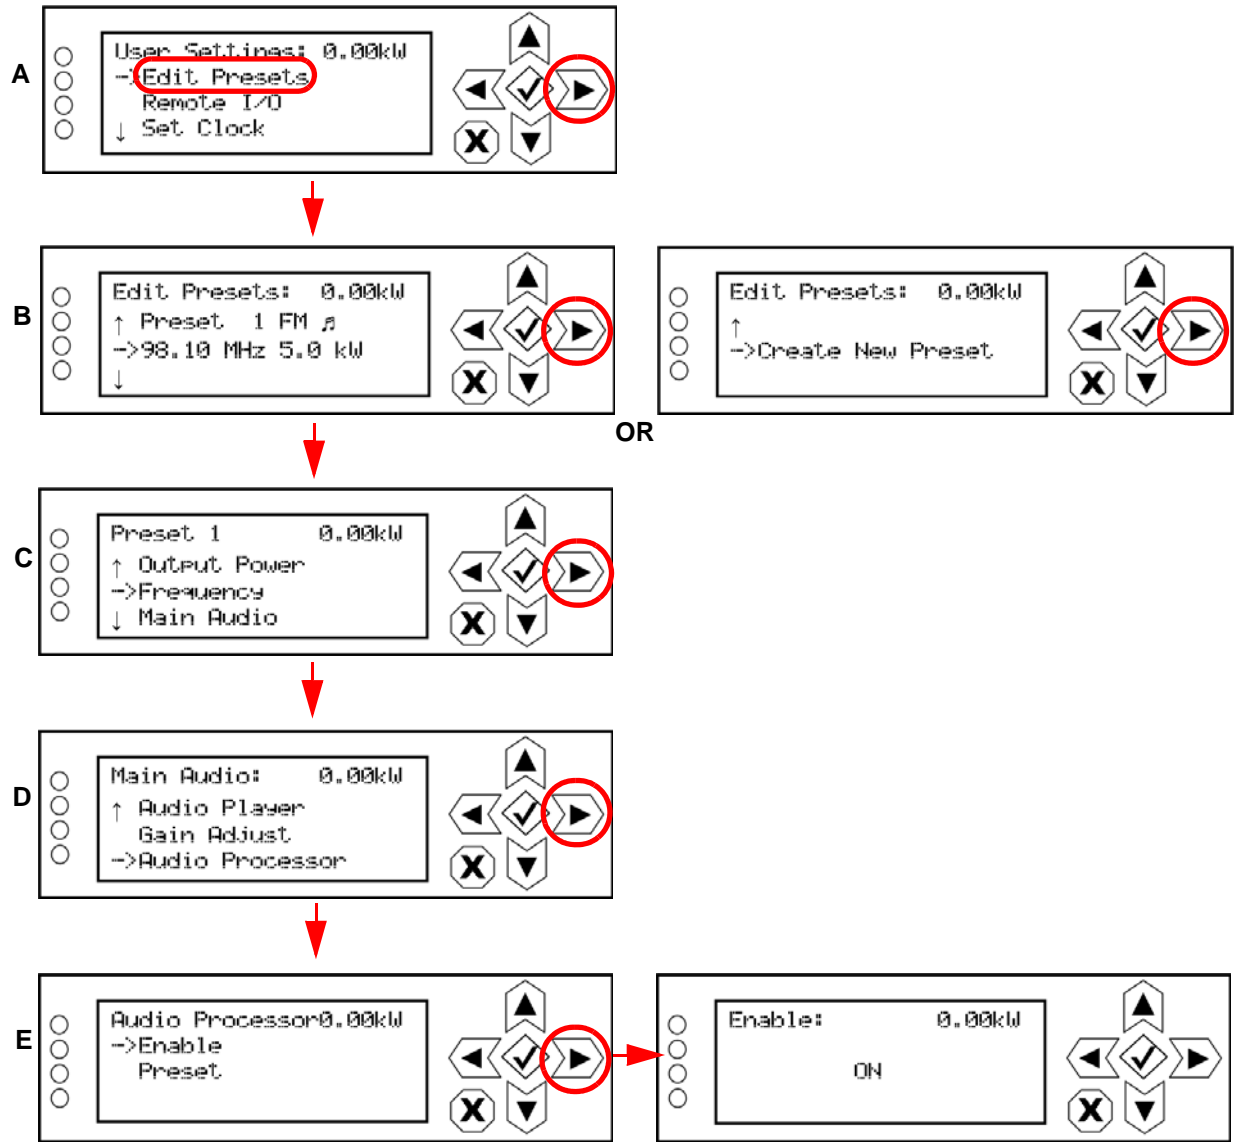 A
User Settings: 0.00kW
->Edit Presets
Remote I/O
↓ Set Clock
X
B
Edit Presets: 0.00kW
↑ Preset 1 FM ♬
->98.10 MHz 5.0 kW
↓
X
OR
Edit Presets: 0.00kW
↑
->Create New Preset
X
C
Preset 1 0.00kW
↑ Output Power
->Frequency
↓ Main Audio
X
D
Main Audio: 0.00kW
↑ Audio Player
Gain Adjust
->Audio Processor
X
E
Audio Processor0.00kW
->Enable
Preset
X
Enable: 0.00kW
ON
X